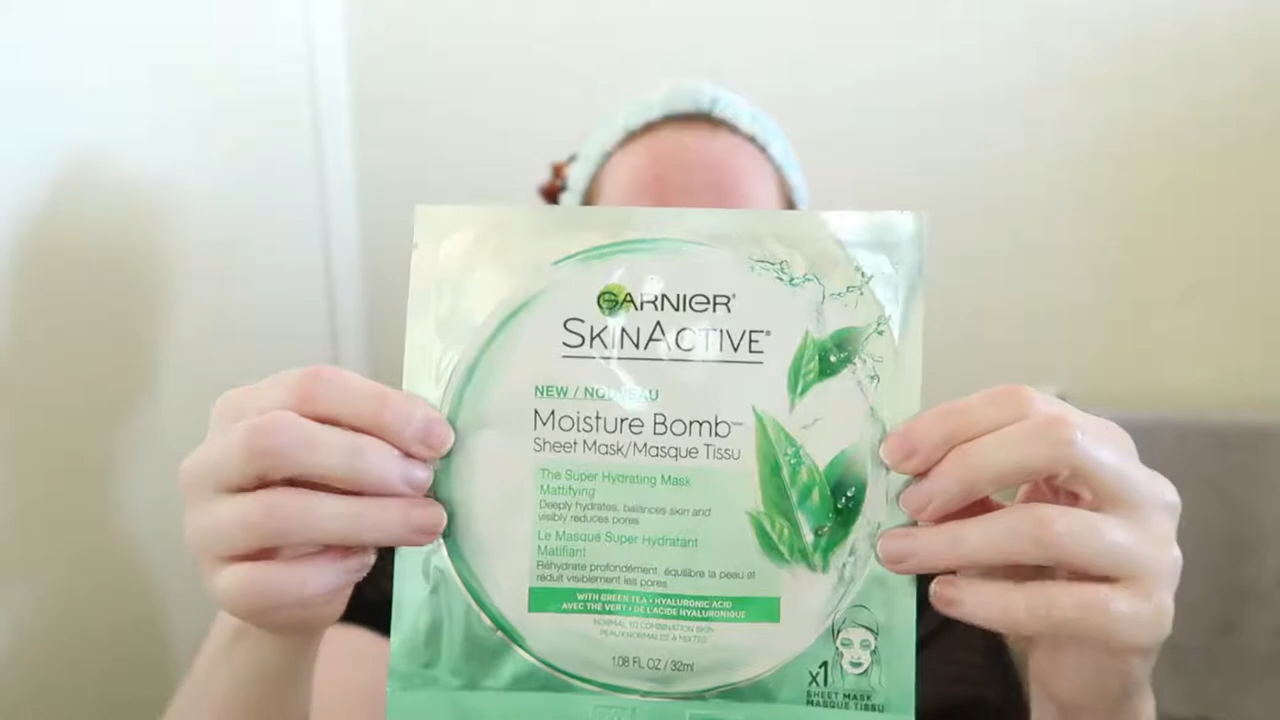 GARNIER
SKINACTIVE
NEW / NOUVEAU
Moisture Bomb™
Sheet Mask/Masque Tissu
The Super Hydrating Mask
Mattifying
Deeply hydrates, balances skin and
visibly reduces pores
Le Masque Super Hydratant
Matifiant
Réhydrate profondément, équilibre la peau et
réduit visiblement les pores
WITH GREEN TEA + HYALURONIC ACID
AVEC THÉ VERT + DE L'ACIDE HYALURONIQUE
NORMAL TO COMBINATION SKIN
PEAUX NORMALES À MIXTES
1.08 FL OZ / 32ml
x1
SHEET MASK
MASQUE TISSU